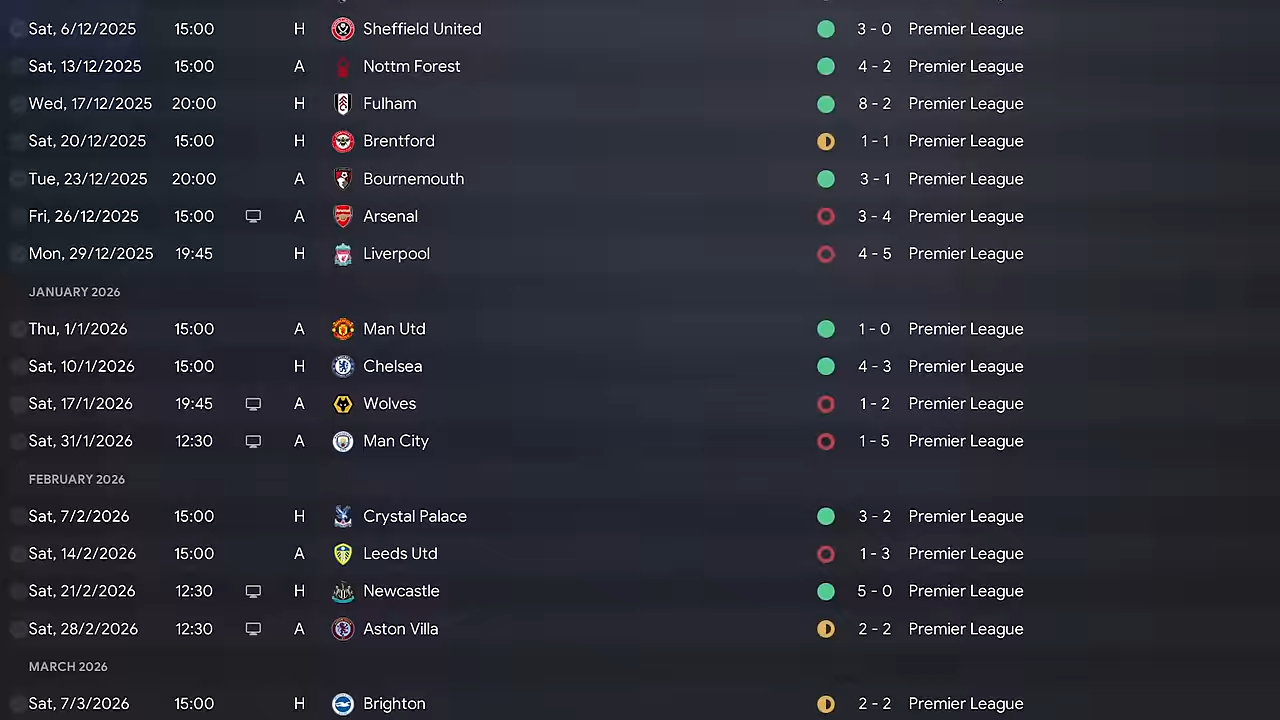 Sat, 6/12/2025 15:00 H Sheffield United 3 - 0 Premier League
Sat, 13/12/2025 15:00 A Nottm Forest 4 - 2 Premier League
Wed, 17/12/2025 20:00 H Fulham 8 - 2 Premier League
Sat, 20/12/2025 15:00 H Brentford 1 - 1 Premier League
Tue, 23/12/2025 20:00 A Bournemouth 3 - 1 Premier League
Fri, 26/12/2025 15:00 A Arsenal 3 - 4 Premier League
Mon, 29/12/2025 19:45 H Liverpool 4 - 5 Premier League
JANUARY 2026
Thu, 1/1/2026 15:00 A Man Utd 1 - 0 Premier League
Sat, 10/1/2026 15:00 H Chelsea 4 - 3 Premier League
Sat, 17/1/2026 19:45 A Wolves 1 - 2 Premier League
Sat, 31/1/2026 12:30 A Man City 1 - 5 Premier League
FEBRUARY 2026
Sat, 7/2/2026 15:00 H Crystal Palace 3 - 2 Premier League
Sat, 14/2/2026 15:00 A Leeds Utd 1 - 3 Premier League
Sat, 21/2/2026 12:30 H Newcastle 5 - 0 Premier League
Sat, 28/2/2026 12:30 A Aston Villa 2 - 2 Premier League
MARCH 2026
Sat, 7/3/2026 15:00 H Brighton 2 - 2 Premier League